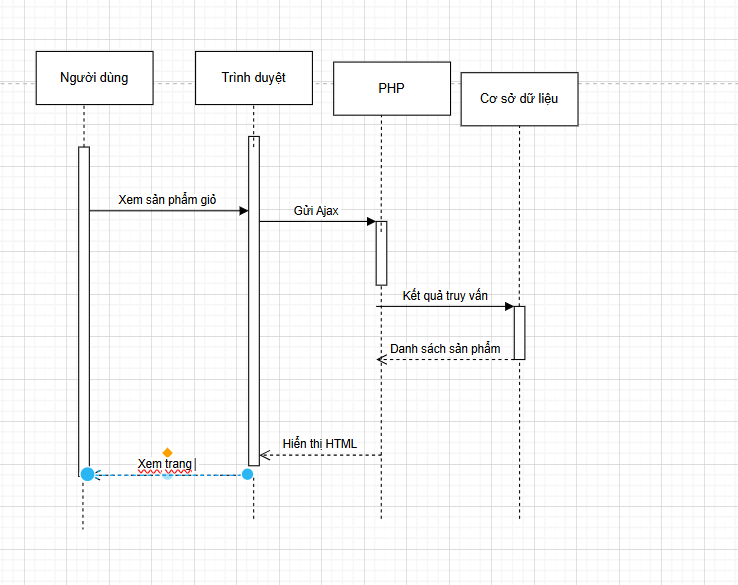 Người dùng
Trình duyệt
PHP
Cơ sở dữ liệu
Xem sản phẩm giỏ
Gửi Ajax
Kết quả truy vấn
Danh sách sản phẩm
Hiển thị HTML
Xem trang